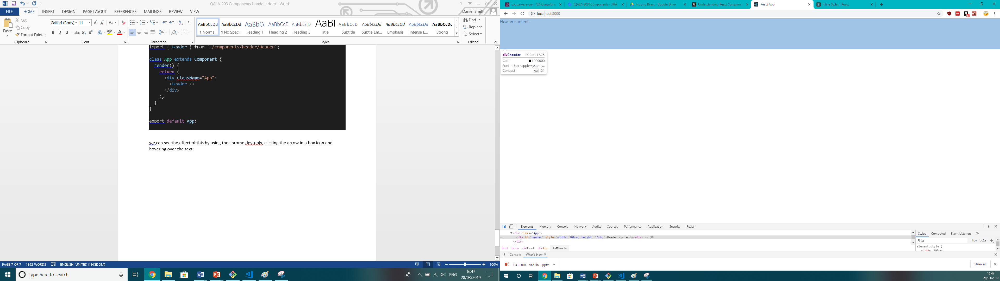 QALA-203 Components Handout.docx - Word
FILE HOME INSERT DESIGN PAGE LAYOUT REFERENCES MAILINGS REVIEW VIEW Daniel Smith
Paste Cut
Copy
Format Painter
Clipboard
Calibri (Body) 11
Font
Paragraph
AaBbCcDd AaBbCcDd AaBbC( AaBbCcE AaBbCcD( AaBl AaBbCcD AaBbCcDd AaBbCcDd AaBbCcDd AaBbCcDc
¶ Normal ¶ No Spac... Heading 1 Heading 2 Heading 3 Title Subtitle Subtle Em... Emphasis Intense E... Strong
Styles
Find
Replace
Select
Editing
import { Header } from './components/header/Header';
class App extends Component {
render() {
return (
<div className="App">
<Header />
</div>
);
}
}
export default App;
we can see the effect of this by using the chrome devtools, clicking the arrow in a box icon and
hovering over the text:
PAGE 7 OF 7 1392 WORDS ENGLISH (UNITED KINGDOM) 100%
Type here to search
ENG 16:47
28/03/2019
courseware-gen | QA Consulting [QALA-203] Components - JIRA Intro to React - Google Drive Understanding React Componen React App Inline Styles | React
localhost:3000
Header contents
div#header 1920 × 117.75
Color #000000
Font 16px -apple-system,...
Contrast Aa 21
Elements Memory Console Network Audits Sources Performance Application Security React
<div class="App">
<div id="header" style="width: 100vw; height: 15vh;">Header contents</div> == $0
</div>
html body div#root div.App div#header
Styles Computed Event Listeners »
Filter :hov .cls +
element.style {
width: 100vw;
Console What's New ×
QAL-108 - Vanilla....pptx Show all
16:47
28/03/2019